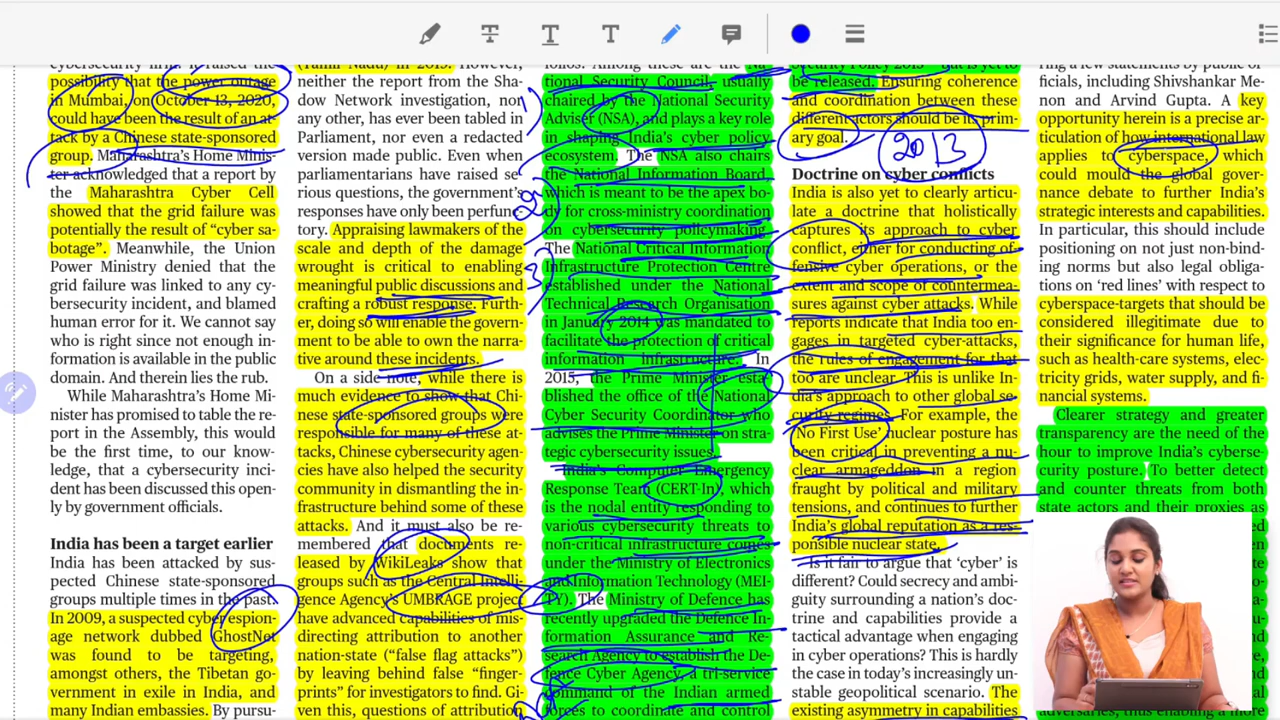 cybersecurity firm. It raised the
possibility that the power outage
in Mumbai, on October 13, 2020,
could have been the result of an at-
tack by a Chinese state-sponsored
group. Maharashtra's Home Minis-
ter acknowledged that a report by
the Maharashtra Cyber Cell
showed that the grid failure was
potentially the result of "cyber sa-
botage". Meanwhile, the Union
Power Ministry denied that the
grid failure was linked to any cy-
bersecurity incident, and blamed
human error for it. We cannot say
who is right since not enough in-
formation is available in the public
domain. And therein lies the rub.
While Maharashtra's Home Mi-
nister has promised to table the re-
port in the Assembly, this would
be the first time, to our know-
ledge, that a cybersecurity inci-
dent has been discussed this open-
ly by government officials.
India has been a target earlier
India has been attacked by sus-
pected Chinese state-sponsored
groups multiple times in the past.
In 2009, a suspected cyber espion-
age network dubbed GhostNet
was found to be targeting,
amongst others, the Tibetan go-
vernment in exile in India, and
many Indian embassies. By pursu-
(Tamil Nadu) in 2019. However,
neither the report from the Sha-
dow Network investigation, nor
any other, has ever been tabled in
Parliament, nor even a redacted
version made public. Even when
parliamentarians have raised se-
rious questions, the government's
responses have only been perfunc-
tory. Appraising lawmakers of the
scale and depth of the damage
wrought is critical to enabling
meaningful public discussions and
crafting a robust response. Furth-
er, doing so will enable the govern-
ment to be able to own the narra-
tive around these incidents.
On a side note, while there is
much evidence to show that Chi-
nese state-sponsored groups were
responsible for many of these at-
tacks, Chinese cybersecurity agen-
cies have also helped the security
community in dismantling the in-
frastructure behind some of these
attacks. And it must also be re-
membered that documents re-
leased by WikiLeaks show that
groups such as the Central Intelli-
gence Agency's UMBRAGE project
have advanced capabilities of mis-
directing attribution to another
nation-state ("false flag attacks")
by leaving behind false "finger-
prints" for investigators to find. Gi-
ven this, questions of attribution
folios. Among these are the Na-
tional Security Council, usually
chaired by the National Security
Adviser (NSA), and plays a key role
in shaping India's cyber policy
ecosystem. The NSA also chairs
the National Information Board,
which is meant to be the apex bo-
dy for cross-ministry coordination
on cybersecurity policymaking.
The National Critical Information
Infrastructure Protection Centre
established under the National
Technical Research Organisation
in January 2014 was mandated to
facilitate the protection of critical
information infrastructure. In
2015, the Prime Minister esta-
blished the office of the National
Cyber Security Coordinator who
advises the Prime Minister on stra-
tegic cybersecurity issues.
India's Computer Emergency
Response Team (CERT-In), which
is the nodal entity responding to
various cybersecurity threats to
non-critical infrastructure comes
under the Ministry of Electronics
and Information Technology (MEI-
TY). The Ministry of Defence has
recently upgraded the Defence In-
formation Assurance and Re-
search Agency to establish the De-
fence Cyber Agency, a tri-service
command of the Indian armed
forces to coordinate and control
Security Policy 2013 that is yet to
be released. Ensuring coherence
and coordination between these
different actors should be its prim-
ary goal.
2013
Doctrine on cyber conflicts
India is also yet to clearly articu-
late a doctrine that holistically
captures its approach to cyber
conflict, either for conducting of-
fensive cyber operations, or the
extent and scope of countermea-
sures against cyber attacks. While
reports indicate that India too en-
gages in targeted cyber-attacks,
the rules of engagement for that
too are unclear. This is unlike In-
dia's approach to other global se-
curity regimes. For example, the
'No First Use' nuclear posture has
been critical in preventing a nu-
clear armageddon in a region
fraught by political and military
tensions, and continues to further
India's global reputation as a res-
ponsible nuclear state.
Is it fair to argue that 'cyber' is
different? Could secrecy and ambi-
guity surrounding a nation's doc-
trine and capabilities provide a
tactical advantage when engaging
in cyber operations? This is hardly
the case in today's increasingly un-
stable geopolitical scenario. The
existing asymmetry in capabilities
ring a few statements by public of-
ficials, including Shivshankar Me-
non and Arvind Gupta. A key
opportunity herein is a precise ar-
ticulation of how international law
applies to cyberspace, which
could mould the global gover-
nance debate to further India's
strategic interests and capabilities.
In particular, this should include
positioning on not just non-bind-
ing norms but also legal obliga-
tions on 'red lines' with respect to
cyberspace-targets that should be
considered illegitimate due to
their significance for human life,
such as health-care systems, elec-
tricity grids, water supply, and fi-
nancial systems.
Clearer strategy and greater
transparency are the need of the
hour to improve India's cyberse-
curity posture. To better detect
and counter threats from both
state actors and their proxies as